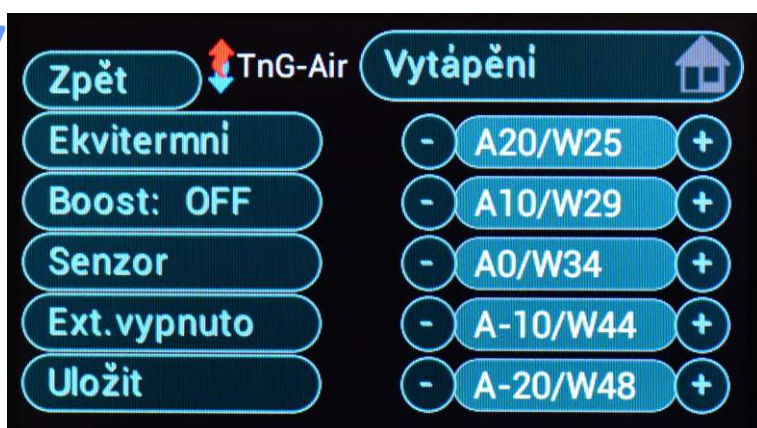 Zpět TnG-Air Vytápění
Ekvitermní - A20/W25 +
Boost: OFF - A10/W29 +
Senzor - A0/W34 +
Ext.vypnuto - A-10/W44 +
Uložit - A-20/W48 +